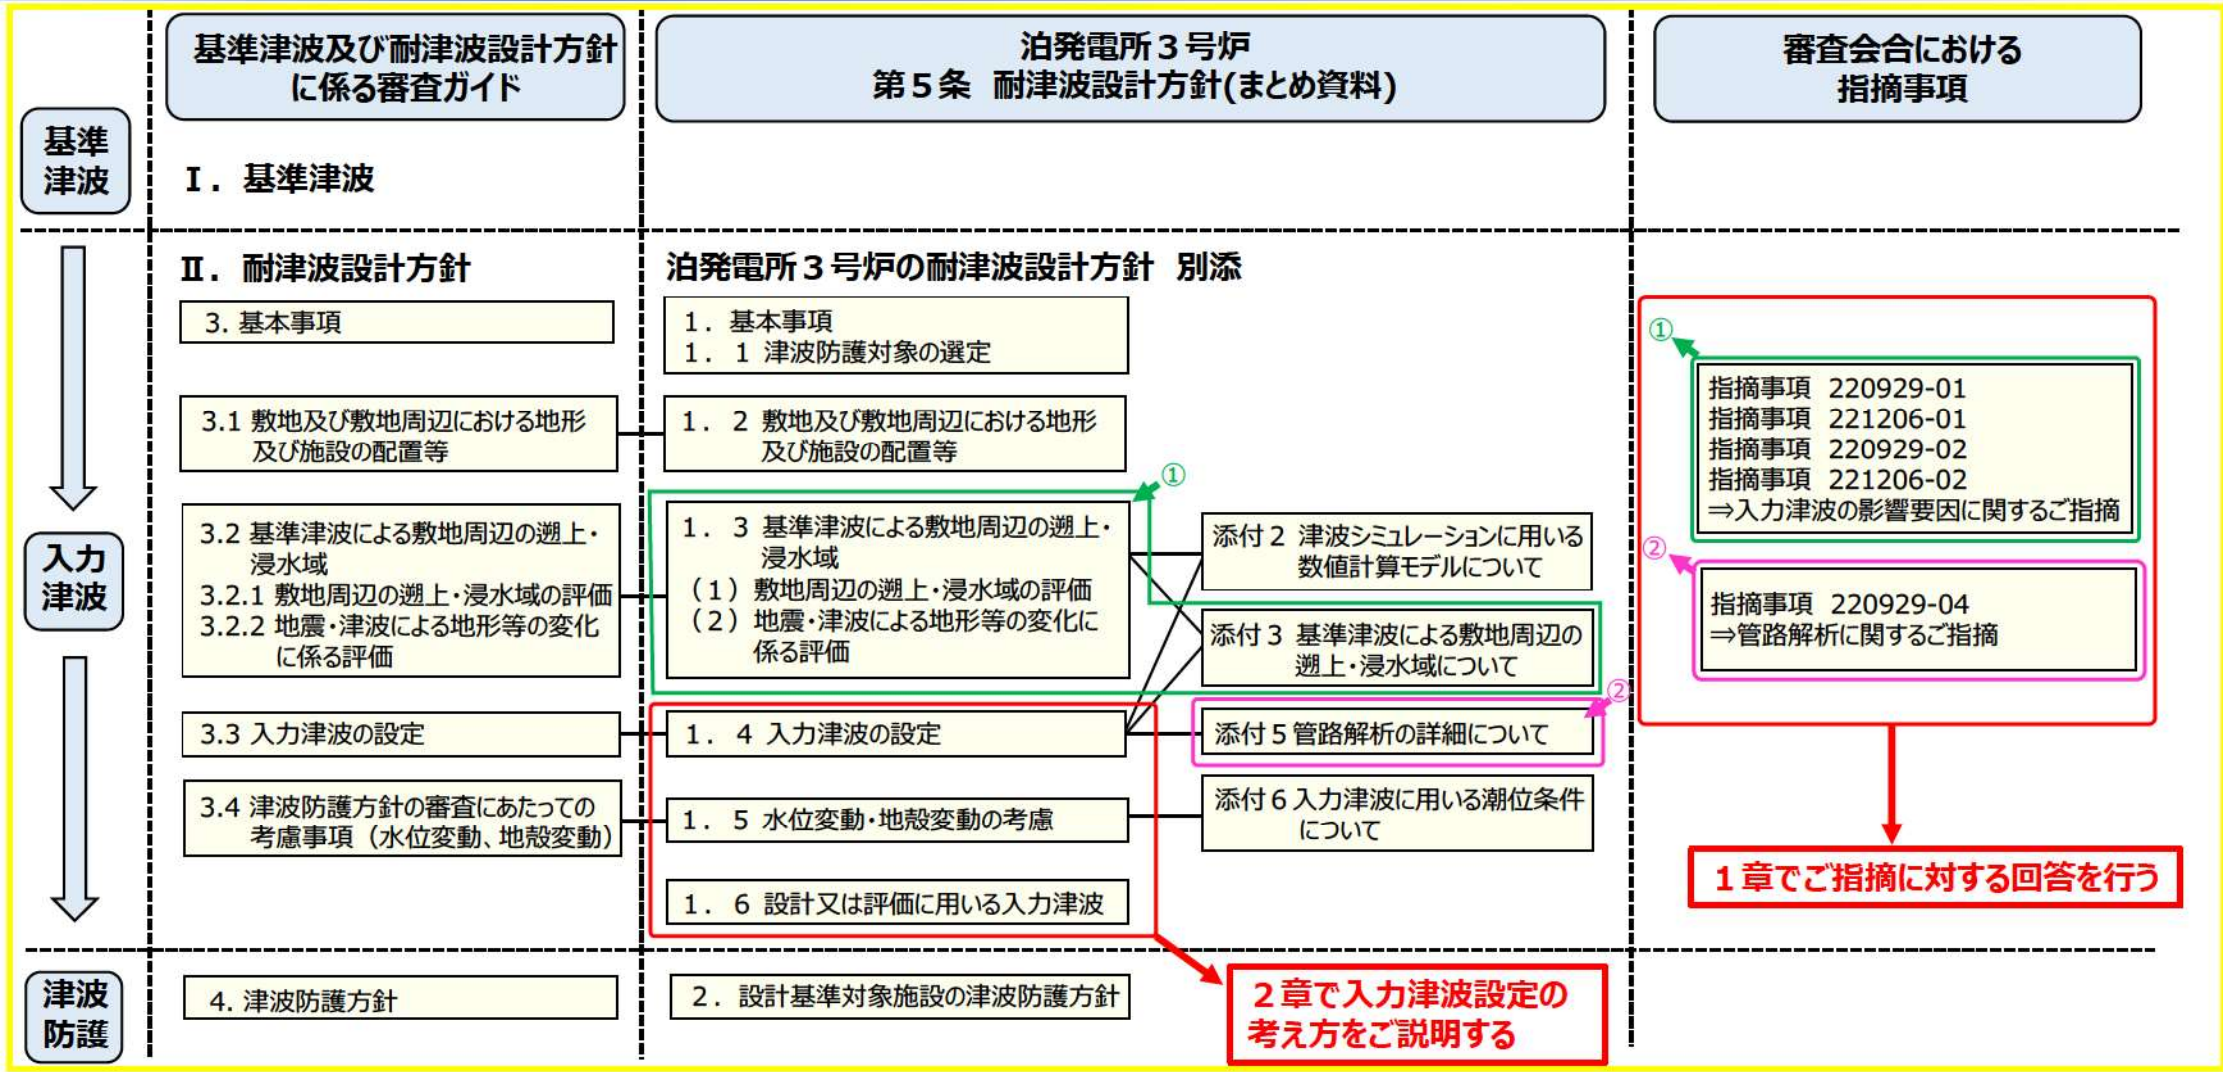 基準津波及び耐津波設計方針
に係る審査ガイド
泊発電所３号炉
第５条 耐津波設計方針(まとめ資料)
審査会合における
指摘事項
基準
津波
Ⅰ．基準津波
Ⅱ．耐津波設計方針
泊発電所３号炉の耐津波設計方針 別添
3. 基本事項
１．基本事項
１．１ 津波防護対象の選定
3.1 敷地及び敷地周辺における地形
及び施設の配置等
１．２ 敷地及び敷地周辺における地形
及び施設の配置等
入力
津波
3.2 基準津波による敷地周辺の遡上・
浸水域
3.2.1 敷地周辺の遡上・浸水域の評価
3.2.2 地震・津波による地形等の変化
に係る評価
①
１．３ 基準津波による敷地周辺の遡上・
浸水域
（１）敷地周辺の遡上・浸水域の評価
（２）地震・津波による地形等の変化に
係る評価
添付２ 津波シミュレーションに用いる
数値計算モデルについて
添付３ 基準津波による敷地周辺の
遡上・浸水域について
3.3 入力津波の設定
１．４ 入力津波の設定
②
添付５管路解析の詳細について
3.4 津波防護方針の審査にあたっての
考慮事項（水位変動、地殻変動）
１．５ 水位変動・地殻変動の考慮
添付６入力津波に用いる潮位条件
について
１．６ 設計又は評価に用いる入力津波
①
指摘事項 220929-01
指摘事項 221206-01
指摘事項 220929-02
指摘事項 221206-02
⇒入力津波の影響要因に関するご指摘
②
指摘事項 220929-04
⇒管路解析に関するご指摘
１章でご指摘に対する回答を行う
津波
防護
4. 津波防護方針
２．設計基準対象施設の津波防護方針
２章で入力津波設定の
考え方をご説明する